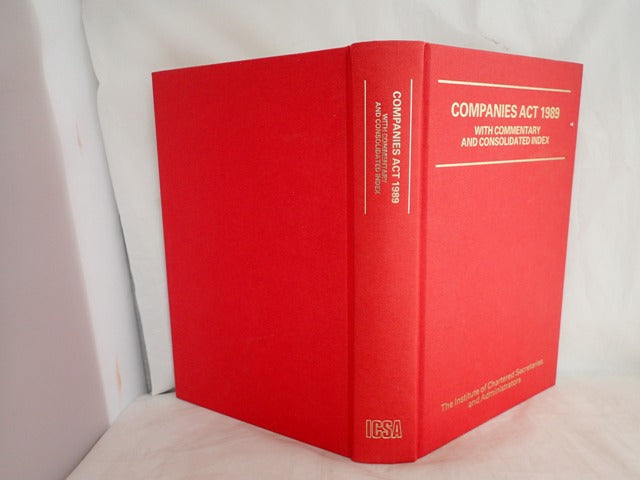 COMPANIES ACT 1989
WITH COMMENTARY
AND CONSOLIDATED INDEX
ICSA
COMPANIES ACT 1989
WITH COMMENTARY
AND CONSOLIDATED INDEX
The Institute of Chartered Secretaries
and Administrators